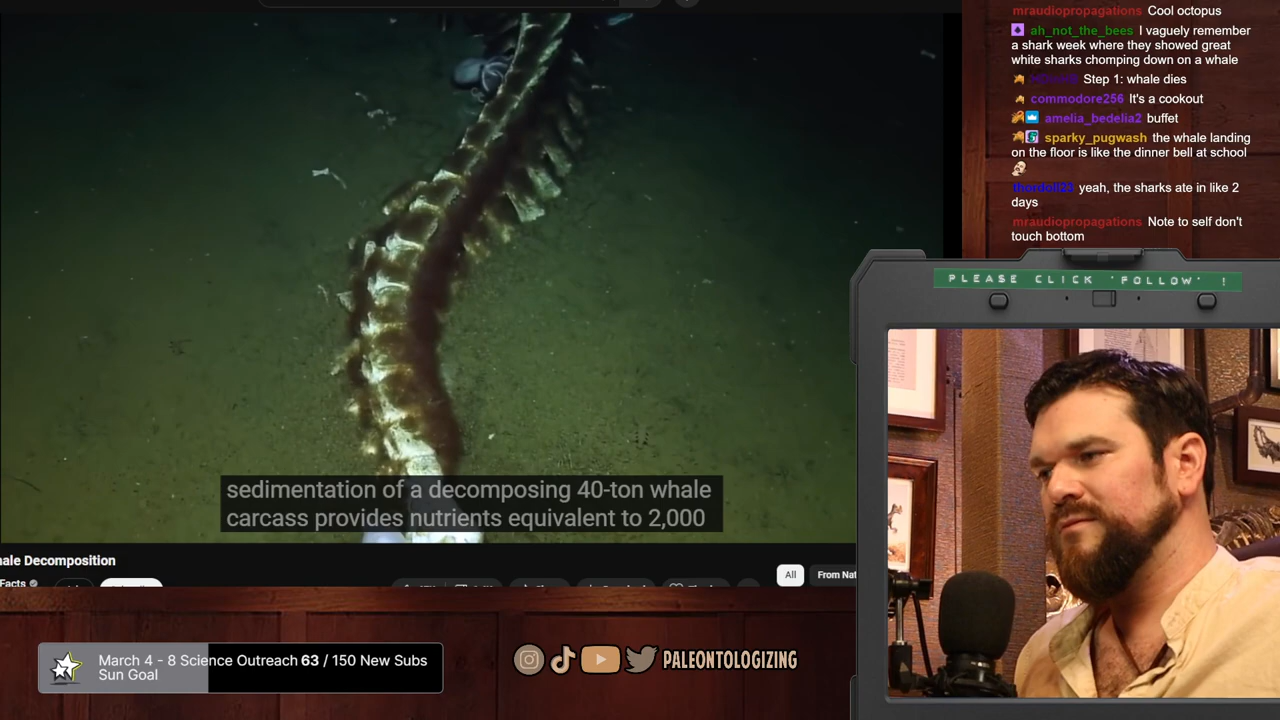 mraudiopropagations Cool octopus
ah_not_the_bees I vaguely remember
a shark week where they showed great
white sharks chomping down on a whale
Step 1: whale dies
commodore256 It's a cookout
amelia_bedelia2 buffet
sparky_pugwash the whale landing
on the floor is like the dinner bell at school
thordoll23 yeah, the sharks ate in like 2
days
mraudiopropagations Note to self don't
touch bottom
PLEASE CLICK 'FOLLOW' !
sedimentation of a decomposing 40-ton whale
carcass provides nutrients equivalent to 2,000
ale Decomposition
Facts
All
From Nat
March 4 - 8 Science Outreach 63 / 150 New Subs
Sun Goal
PALEONTOLOGIZING